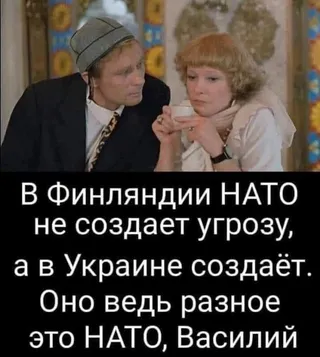 В Финляндии НАТО
не создает угрозу,
а в Украине создаёт.
Оно ведь разное
это НАТО, Василий